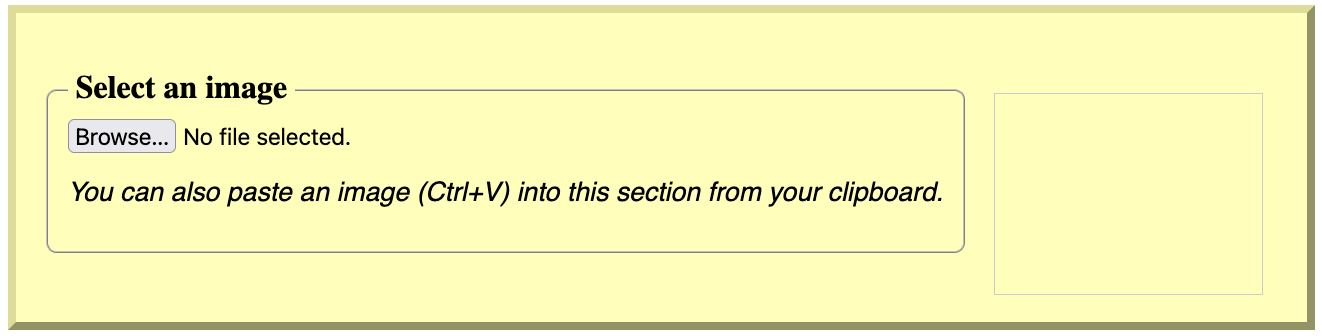 Select an image
Browse... No file selected.
You can also paste an image (Ctrl+V) into this section from your clipboard.